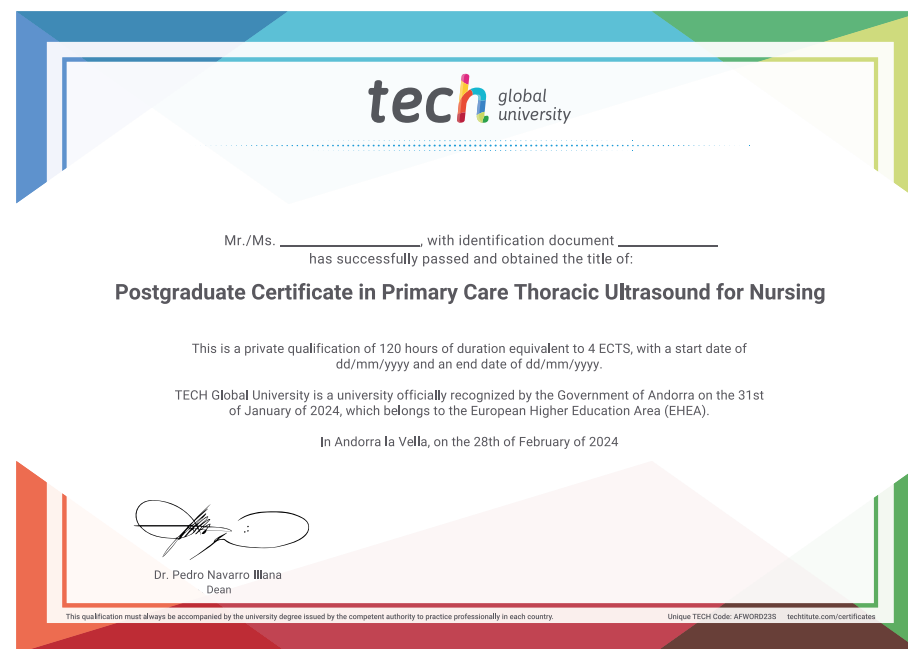 tech global university
Mr./Ms. ____________, with identification document ____________
has successfully passed and obtained the title of:
Postgraduate Certificate in Primary Care Thoracic Ultrasound for Nursing
This is a private qualification of 120 hours of duration equivalent to 4 ECTS, with a start date of
dd/mm/yyyy and an end date of dd/mm/yyyy.
TECH Global University is a university officially recognized by the Government of Andorra on the 31st
of January of 2024, which belongs to the European Higher Education Area (EHEA).
In Andorra la Vella, on the 28th of February of 2024
Dr. Pedro Navarro Illana
Dean
This qualification must always be accompanied by the university degree issued by the competent authority to practice professionally in each country.
Unique TECH Code: AFWORD23S techtitute.com/certificates